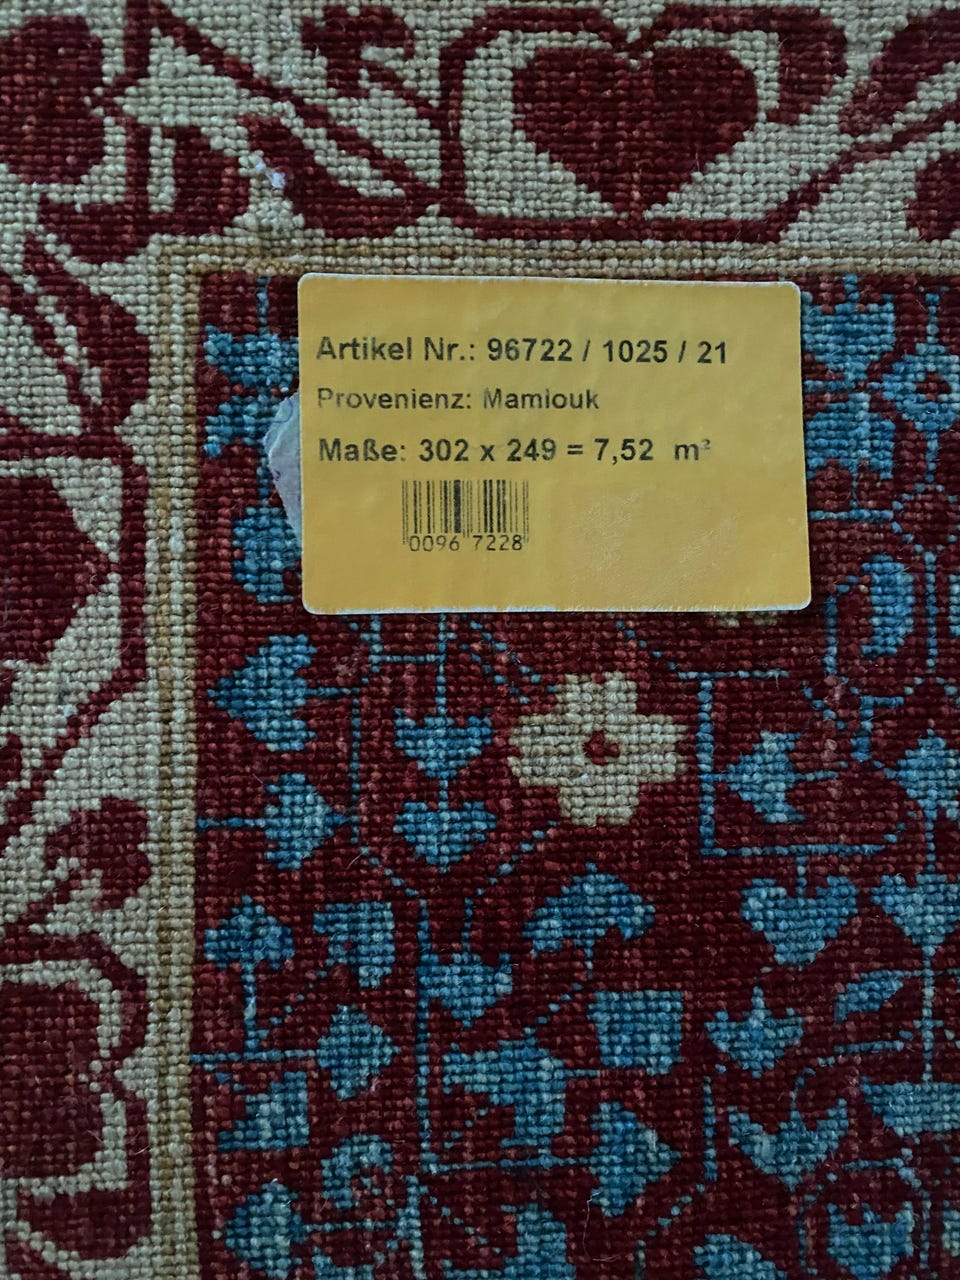 Artikel Nr.: 96722 / 1025 / 21
Provenienz: Mamlouk
Maße: 302 x 249 = 7,52 m²
0096 7228